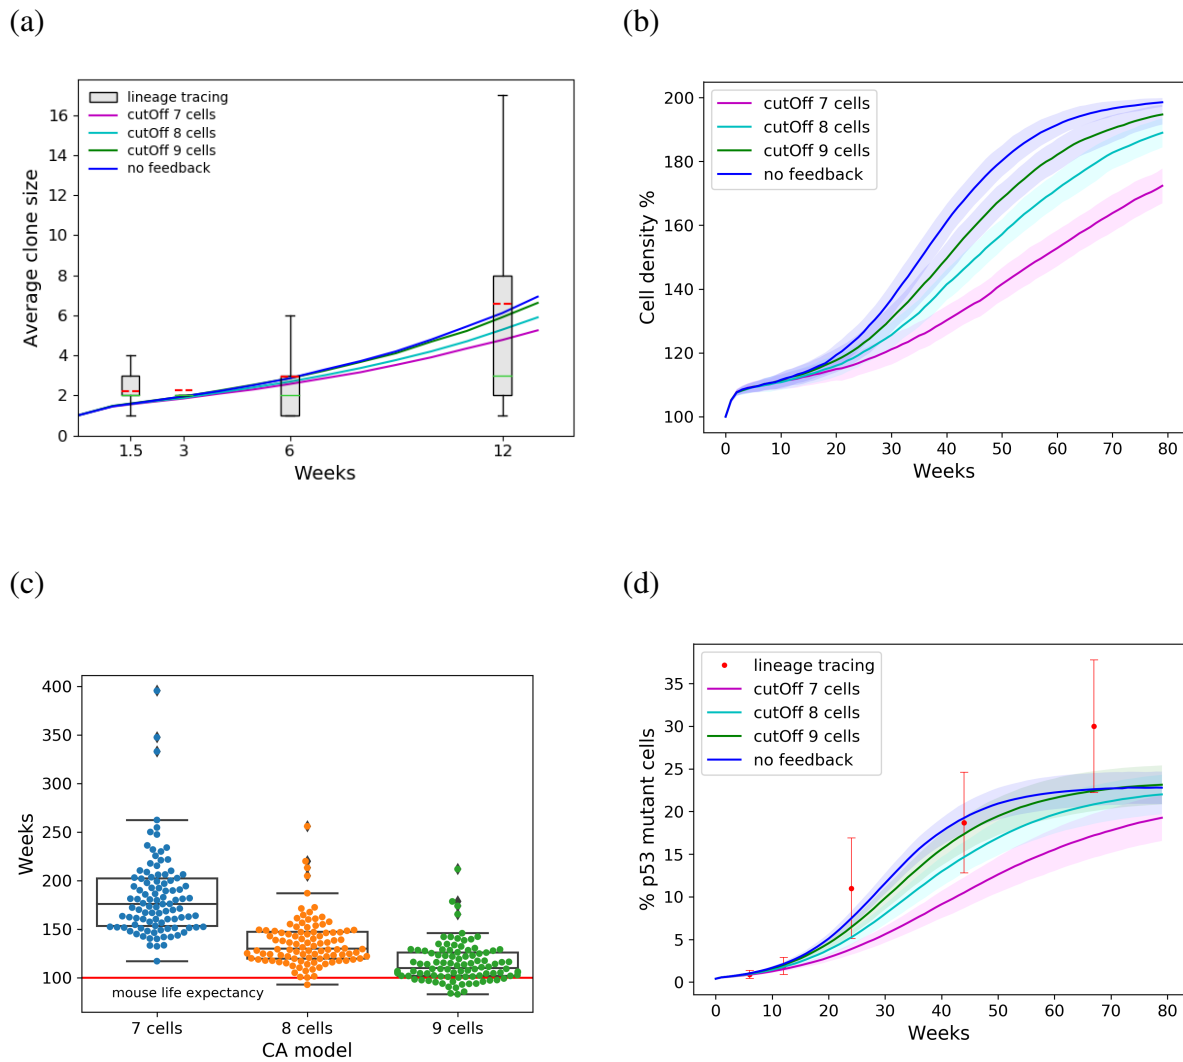 (a)
lineage tracing
cutOff 7 cells
cutOff 8 cells
cutOff 9 cells
no feedback
16
14
12
10
8
6
4
2
0
Average clone size
1.5 3 6 12
Weeks
(b)
cutOff 7 cells
cutOff 8 cells
cutOff 9 cells
no feedback
200
180
160
140
120
100
Cell density %
0 10 20 30 40 50 60 70 80
Weeks
(c)
400
350
300
250
200
150
100
Weeks
mouse life expectancy
7 cells 8 cells 9 cells
CA model
(d)
lineage tracing
cutOff 7 cells
cutOff 8 cells
cutOff 9 cells
no feedback
35
30
25
20
15
10
5
0
% p53 mutant cells
0 10 20 30 40 50 60 70 80
Weeks